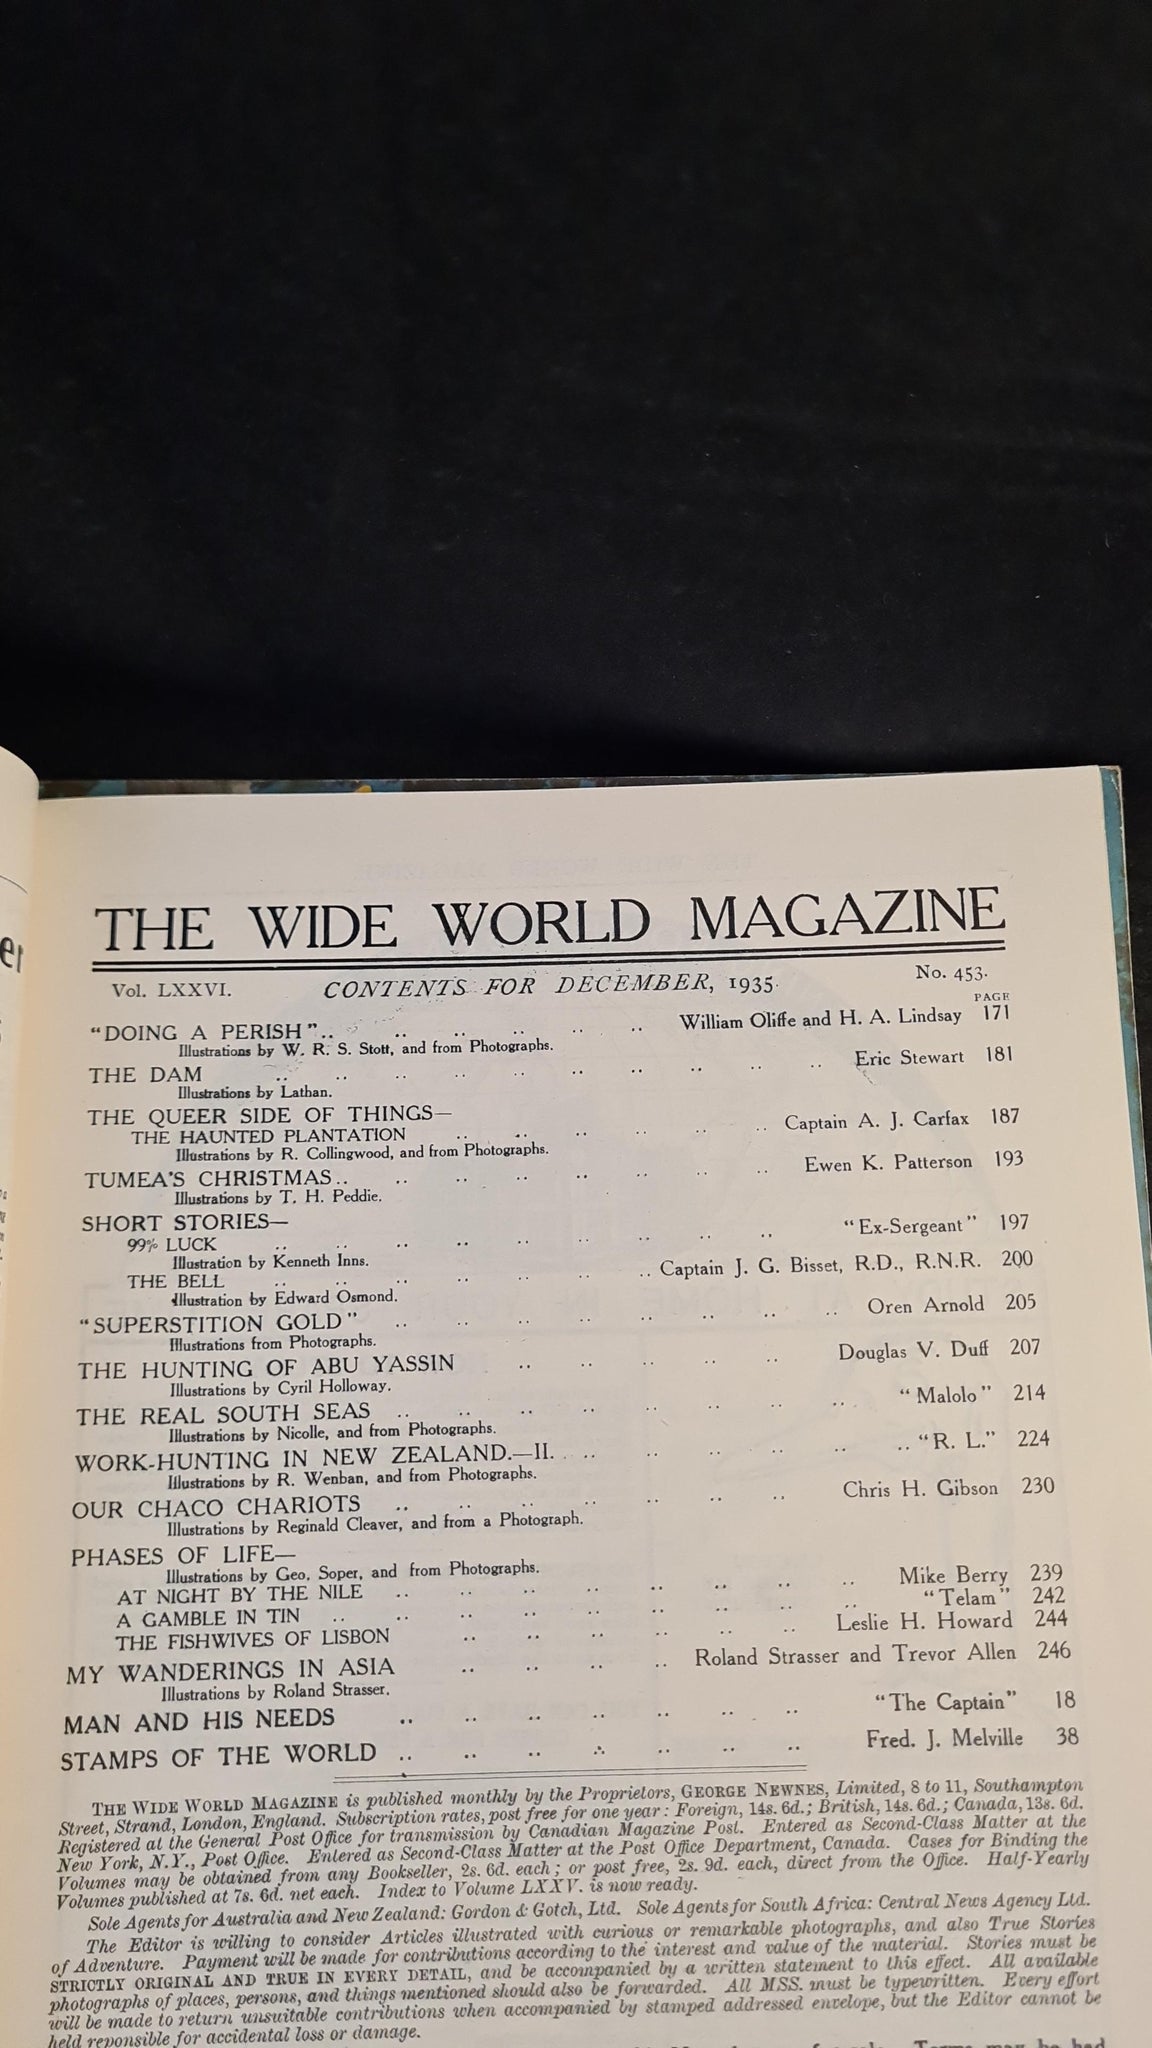 er
THE WIDE WORLD MAGAZINE
Vol. LXXVI. CONTENTS FOR DECEMBER, 1935. No. 453.
PAGE
"DOING A PERISH" .. .. .. .. .. .. William Oliffe and H. A. Lindsay 171
Illustrations by W. R. S. Stott, and from Photographs.
THE DAM .. .. .. .. .. .. .. .. .. .. Eric Stewart 181
Illustrations by Lathan.
THE QUEER SIDE OF THINGS—
THE HAUNTED PLANTATION .. .. .. .. .. .. Captain A. J. Carfax 187
Illustrations by R. Collingwood, and from Photographs.
TUMEA'S CHRISTMAS .. .. .. .. .. .. .. .. Ewen K. Patterson 193
Illustrations by T. H. Peddie.
SHORT STORIES—
99% LUCK .. .. .. .. .. .. .. .. .. "Ex-Sergeant" 197
Illustration by Kenneth Inns.
THE BELL .. .. .. .. .. .. .. Captain J. G. Bisset, R.D., R.N.R. 200
Illustration by Edward Osmond.
"SUPERSTITION GOLD" .. .. .. .. .. .. .. .. Oren Arnold 205
Illustrations from Photographs.
THE HUNTING OF ABU YASSIN .. .. .. .. .. Douglas V. Duff 207
Illustrations by Cyril Holloway.
THE REAL SOUTH SEAS .. .. .. .. .. .. .. .. "Malolo" 214
Illustrations by Nicolle, and from Photographs.
WORK-HUNTING IN NEW ZEALAND.—II. .. .. .. .. .. .. .. "R. L." 224
Illustrations by R. Wenban, and from Photographs.
OUR CHACO CHARIOTS .. .. .. .. .. .. .. Chris H. Gibson 230
Illustrations by Reginald Cleaver, and from a Photograph.
PHASES OF LIFE—
Illustrations by Geo. Soper, and from Photographs.
AT NIGHT BY THE NILE .. .. .. .. .. .. .. .. Mike Berry 239
A GAMBLE IN TIN .. .. .. .. .. .. .. .. .. "Telam" 242
THE FISHWIVES OF LISBON .. .. .. .. .. .. Leslie H. Howard 244
MY WANDERINGS IN ASIA .. .. .. .. Roland Strasser and Trevor Allen 246
Illustrations by Roland Strasser.
MAN AND HIS NEEDS .. .. .. .. .. .. .. "The Captain" 18
STAMPS OF THE WORLD .. .. .. .. .. .. .. Fred. J. Melville 38
THE WIDE WORLD MAGAZINE is published monthly by the Proprietors, GEORGE NEWNES, Limited, 8 to 11, Southampton
Street, Strand, London, England. Subscription rates, post free for one year: Foreign, 14s. 6d.; British, 14s. 6d.; Canada, 13s. 6d.
Registered at the General Post Office for transmission by Canadian Magazine Post. Entered as Second-Class Matter at the
New York, N.Y., Post Office. Entered as Second-Class Matter at the Post Office Department, Canada. Cases for Binding the
Volumes may be obtained from any Bookseller, 2s. 6d. each; or post free, 2s. 9d. each, direct from the Office. Half-Yearly
Volumes published at 7s. 6d. net each. Index to Volume LXXV. is now ready.
Sole Agents for Australia and New Zealand: Gordon & Gotch, Ltd. Sole Agents for South Africa: Central News Agency Ltd.
The Editor is willing to consider Articles illustrated with curious or remarkable photographs, and also True Stories
of Adventure. Payment will be made for contributions according to the interest and value of the material. Stories must be
STRICTLY ORIGINAL AND TRUE IN EVERY DETAIL, and be accompanied by a written statement to this effect. All available
photographs of places, persons, and things mentioned should also be forwarded. All MSS. must be typewritten. Every effort
will be made to return unsuitable contributions when accompanied by stamped addressed envelope, but the Editor cannot be
held reponsible for accidental loss or damage.
Terms may be had